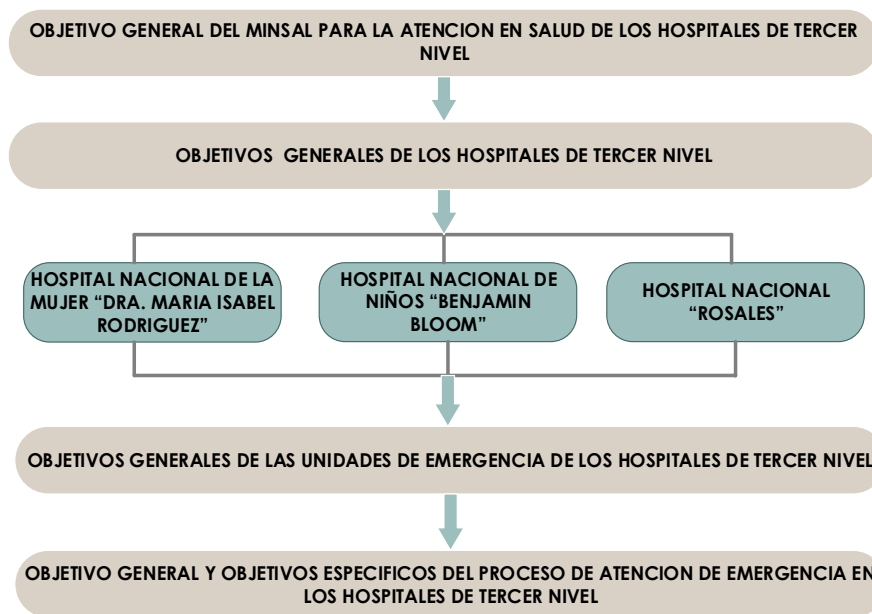 OBJETIVO GENERAL DEL MINSAL PARA LA ATENCION EN SALUD DE LOS HOSPITALES DE TERCER
NIVEL
OBJETIVOS GENERALES DE LOS HOSPITALES DE TERCER NIVEL
HOSPITAL NACIONAL DE LA
MUJER “DRA. MARIA ISABEL
RODRIGUEZ”
HOSPITAL NACIONAL DE
NIÑOS “BENJAMIN
BLOOM”
HOSPITAL NACIONAL
“ROSALES”
OBJETIVOS GENERALES DE LAS UNIDADES DE EMERGENCIA DE LOS HOSPITALES DE TERCER NIVEL
OBJETIVO GENERAL Y OBJETIVOS ESPECIFICOS DEL PROCESO DE ATENCION DE EMERGENCIA EN
LOS HOSPITALES DE TERCER NIVEL